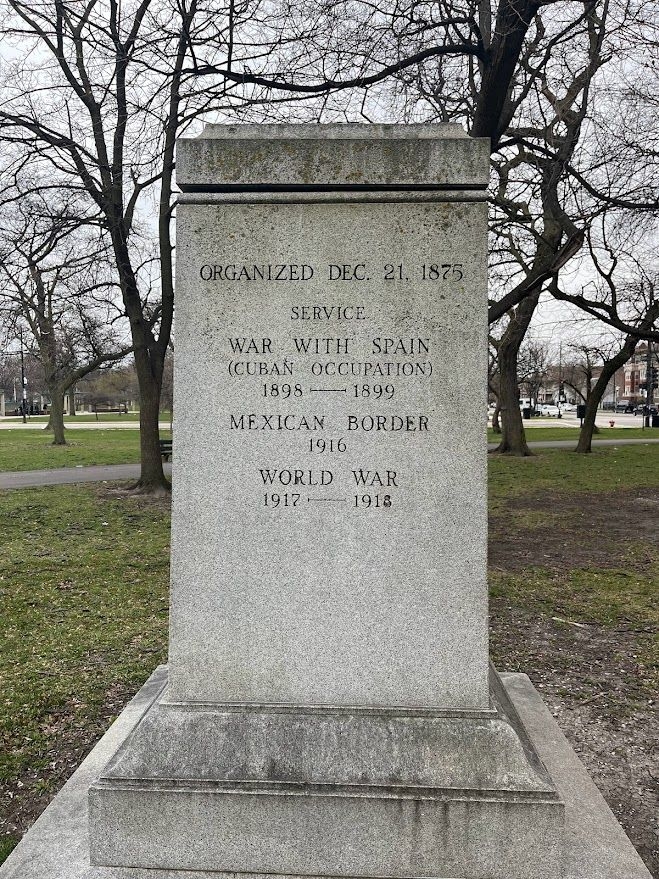 ORGANIZED DEC. 21, 1875
SERVICE
WAR WITH SPAIN
(CUBAN OCCUPATION)
1898 — 1899
MEXICAN BORDER
1916
WORLD WAR
1917 — 1918